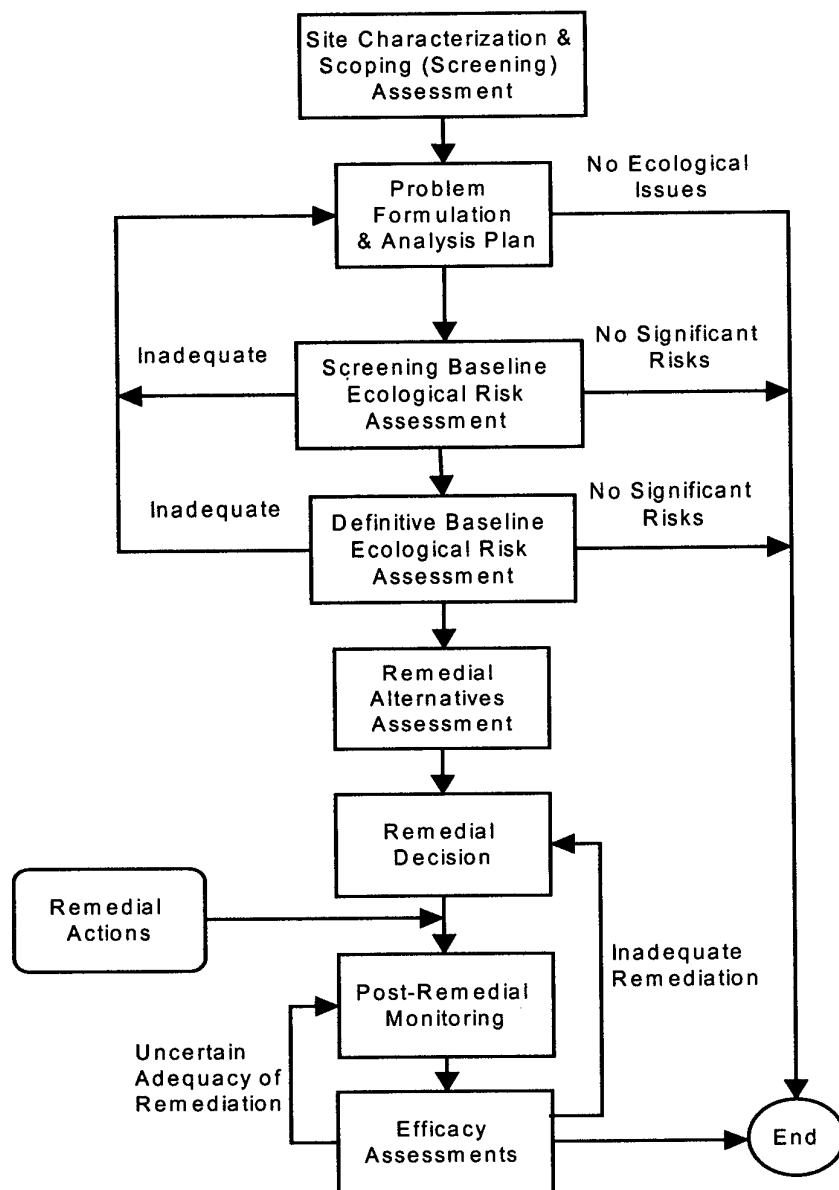 Site Characterization &
Scoping (Screening)
Assessment
Problem
Formulation
& Analysis Plan
No Ecological
Issues
Inadequate
Screening Baseline
Ecological Risk
Assessment
No Significant
Risks
Inadequate
Definitive Baseline
Ecological Risk
Assessment
No Significant
Risks
Remedial
Alternatives
Assessment
Remedial
Decision
Remedial
Actions
Inadequate
Remediation
Post-Remedial
Monitoring
Uncertain
Adequacy of
Remediation
Efficacy
Assessments
End